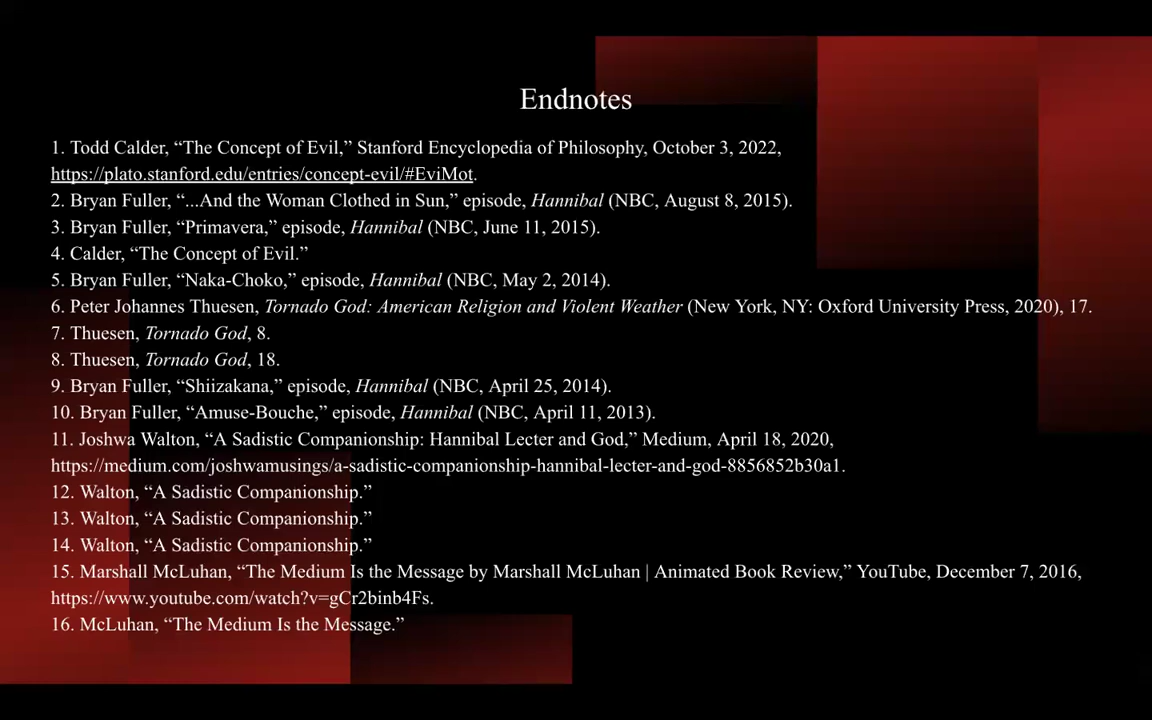 Endnotes
1. Todd Calder, “The Concept of Evil,” Stanford Encyclopedia of Philosophy, October 3, 2022,
https://plato.stanford.edu/entries/concept-evil/#EviMot.
2. Bryan Fuller, “...And the Woman Clothed in Sun,” episode, Hannibal (NBC, August 8, 2015).
3. Bryan Fuller, “Primavera,” episode, Hannibal (NBC, June 11, 2015).
4. Calder, “The Concept of Evil.”
5. Bryan Fuller, “Naka-Choko,” episode, Hannibal (NBC, May 2, 2014).
6. Peter Johannes Thuesen, Tornado God: American Religion and Violent Weather (New York, NY: Oxford University Press, 2020), 17.
7. Thuesen, Tornado God, 8.
8. Thuesen, Tornado God, 18.
9. Bryan Fuller, “Shiizakana,” episode, Hannibal (NBC, April 25, 2014).
10. Bryan Fuller, “Amuse-Bouche,” episode, Hannibal (NBC, April 11, 2013).
11. Joshwa Walton, “A Sadistic Companionship: Hannibal Lecter and God,” Medium, April 18, 2020,
https://medium.com/joshwamusings/a-sadistic-companionship-hannibal-lecter-and-god-8856852b30a1.
12. Walton, “A Sadistic Companionship.”
13. Walton, “A Sadistic Companionship.”
14. Walton, “A Sadistic Companionship.”
15. Marshall McLuhan, “The Medium Is the Message by Marshall McLuhan | Animated Book Review,” YouTube, December 7, 2016,
https://www.youtube.com/watch?v=gCr2binb4Fs.
16. McLuhan, “The Medium Is the Message.”